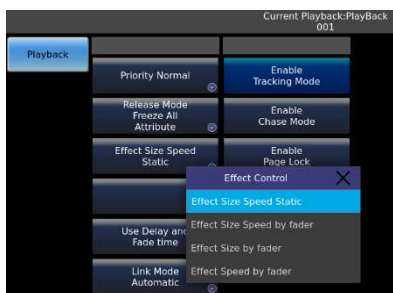 Current Playback:PlayBack
001
Playback
Priority Normal
Enable
Tracking Mode
Release Mode
Freeze All
Attribute
Enable
Chase Mode
Effect Size Speed
Static
Enable
Page Lock
Effect Control
Effect Size Speed Static
Effect Size Speed by fader
Effect Size by fader
Effect Speed by fader
Use Delay and
Fade time
Link Mode
Automatic